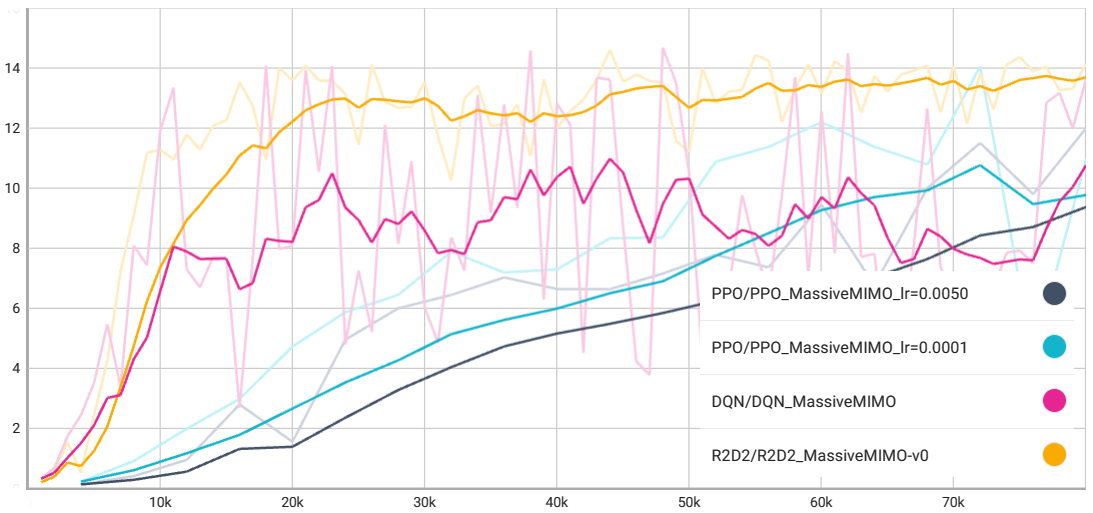 14
12
10
8
6
4
2
10k
20k
30k
40k
50k
60k
70k
PPO/PPO_MassiveMIMO_lr=0.0050
PPO/PPO_MassiveMIMO_lr=0.0001
DQN/DQN_MassiveMIMO
R2D2/R2D2_MassiveMIMO-v0